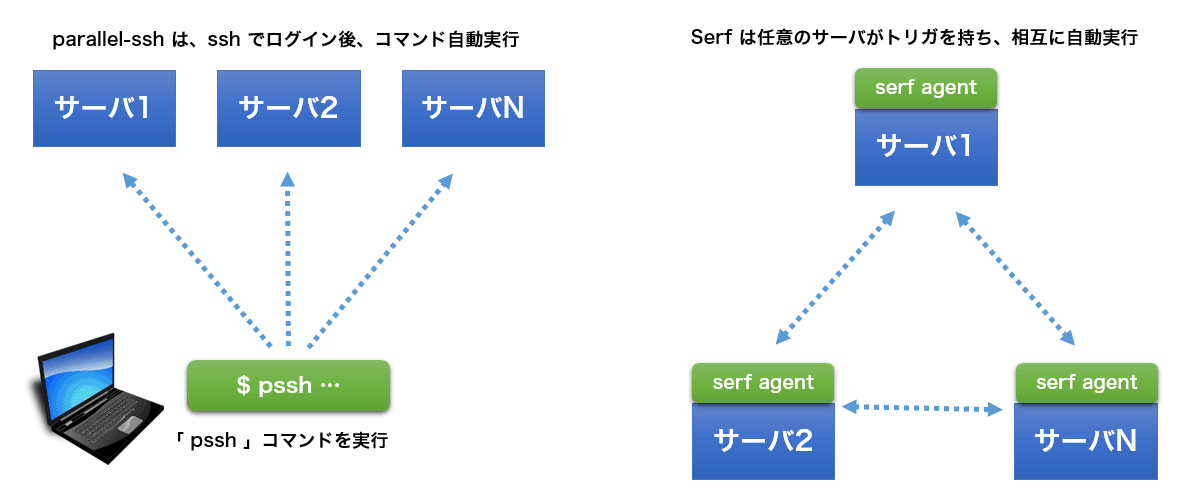 parallel-ssh は、ssh でログイン後、コマンド自動実行
サーバ1
サーバ2
サーバN
$ pssh …
「 pssh 」コマンドを実行
Serf は任意のサーバがトリガを持ち、相互に自動実行
serf agent
サーバ1
serf agent
サーバ2
serf agent
サーバN